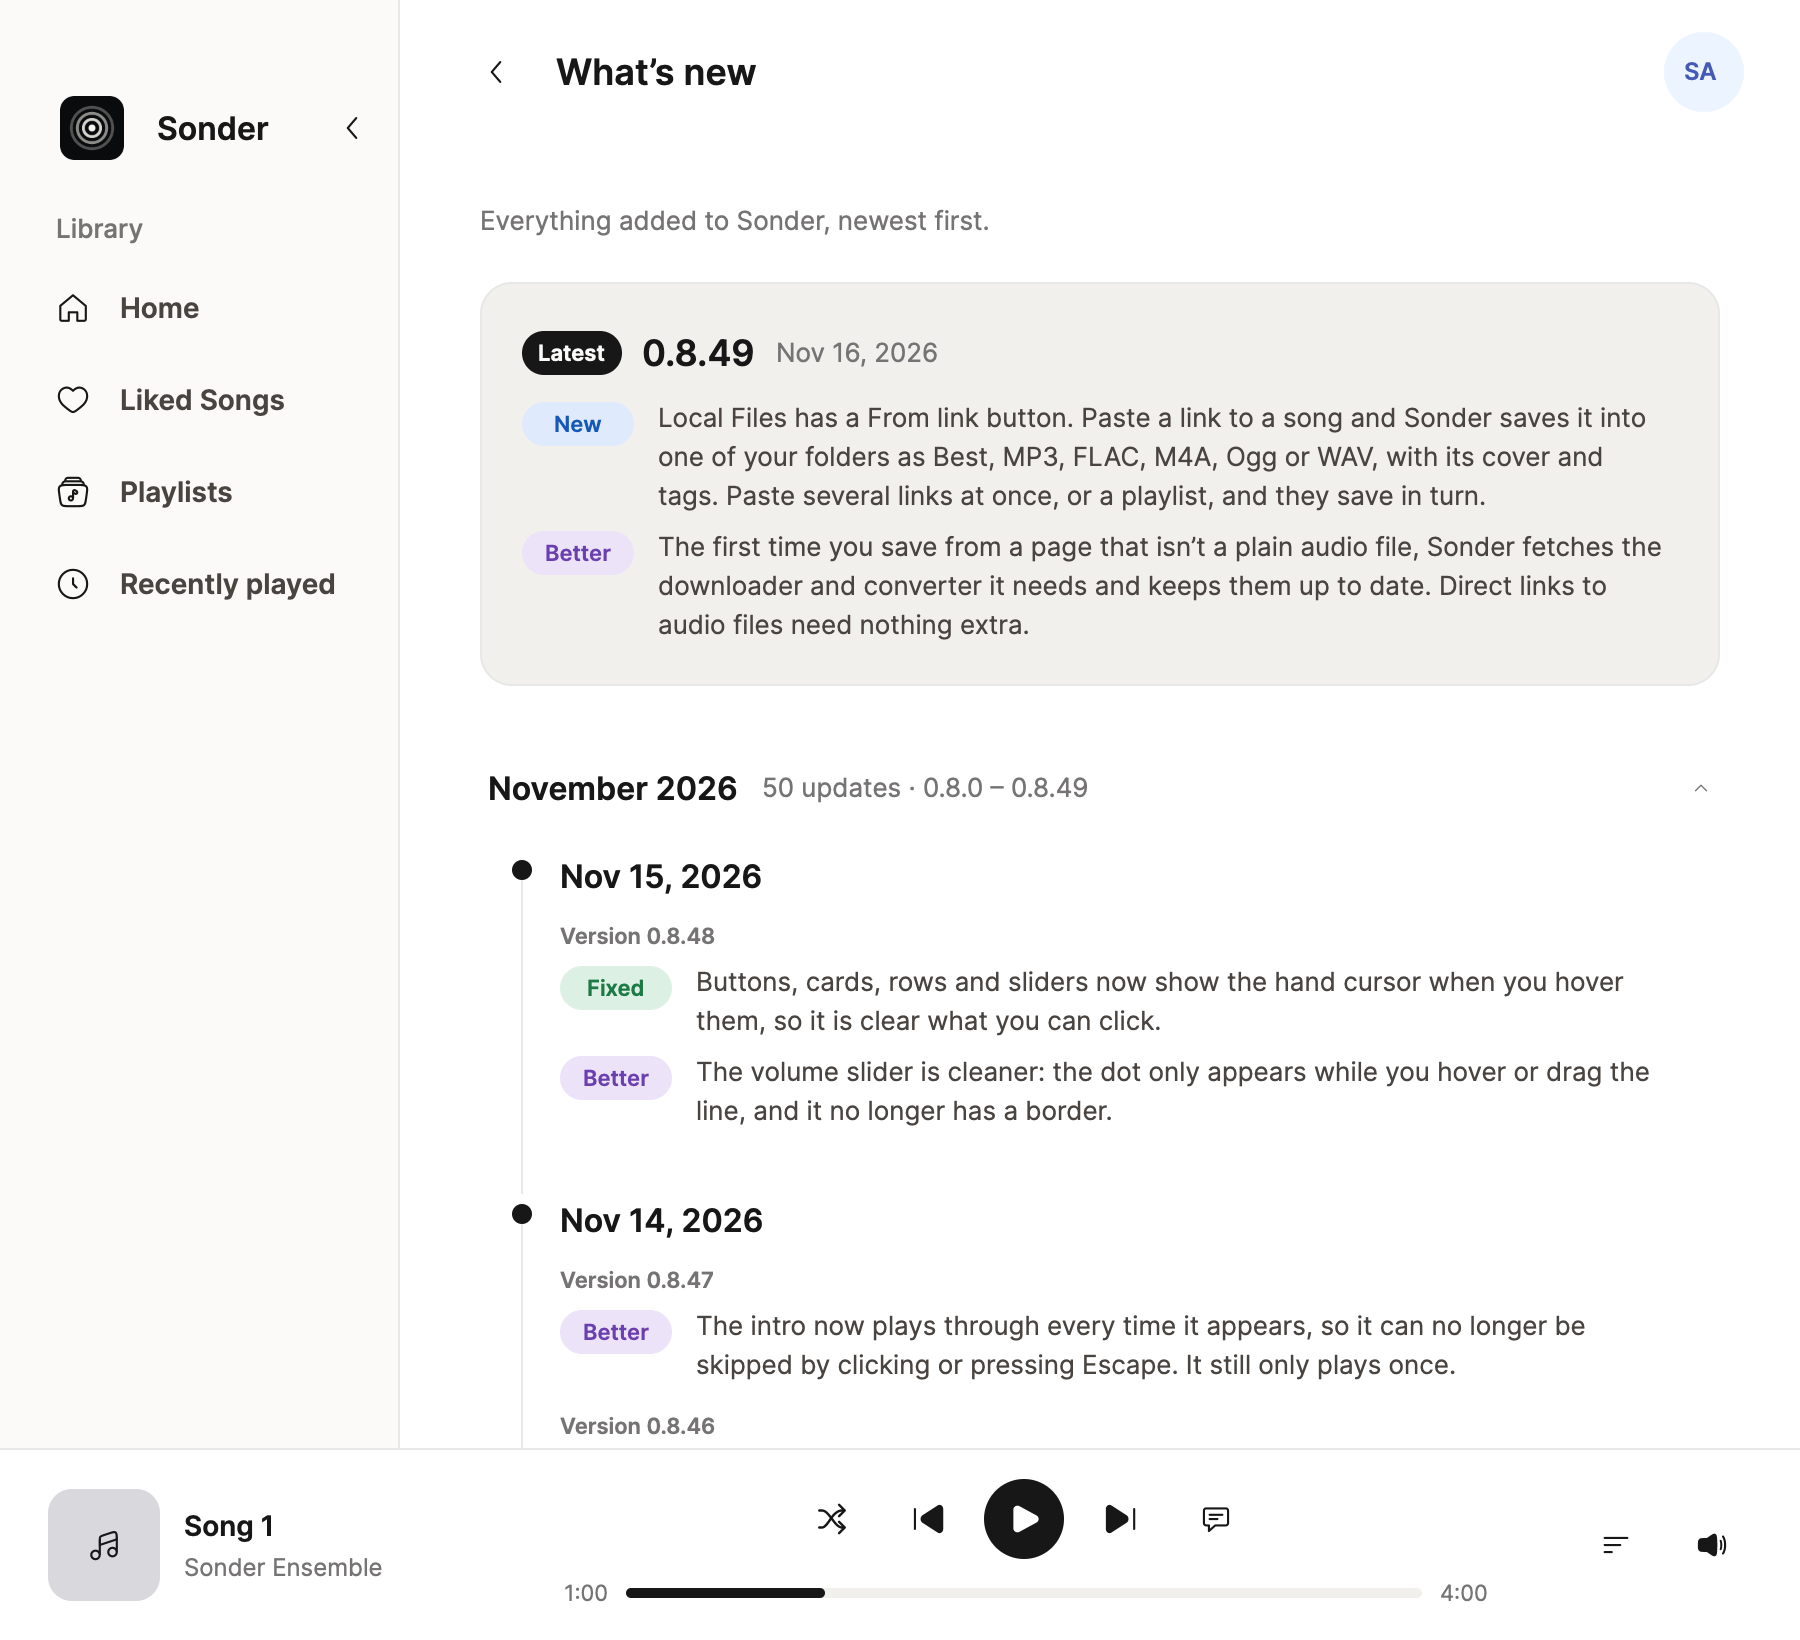 Sonder
Library
Home
Liked Songs
Playlists
Recently played
What’s new
SA
Everything added to Sonder, newest first.
Latest 0.8.49 Nov 16, 2026
New
Local Files has a From link button. Paste a link to a song and Sonder saves it into
one of your folders as Best, MP3, FLAC, M4A, Ogg or WAV, with its cover and
tags. Paste several links at once, or a playlist, and they save in turn.
Better
The first time you save from a page that isn’t a plain audio file, Sonder fetches the
downloader and converter it needs and keeps them up to date. Direct links to
audio files need nothing extra.
November 2026 50 updates · 0.8.0 – 0.8.49
Nov 15, 2026
Version 0.8.48
Fixed
Buttons, cards, rows and sliders now show the hand cursor when you hover
them, so it is clear what you can click.
Better
The volume slider is cleaner: the dot only appears while you hover or drag the
line, and it no longer has a border.
Nov 14, 2026
Version 0.8.47
Better
The intro now plays through every time it appears, so it can no longer be
skipped by clicking or pressing Escape. It still only plays once.
Version 0.8.46
Song 1
Sonder Ensemble
1:00
4:00